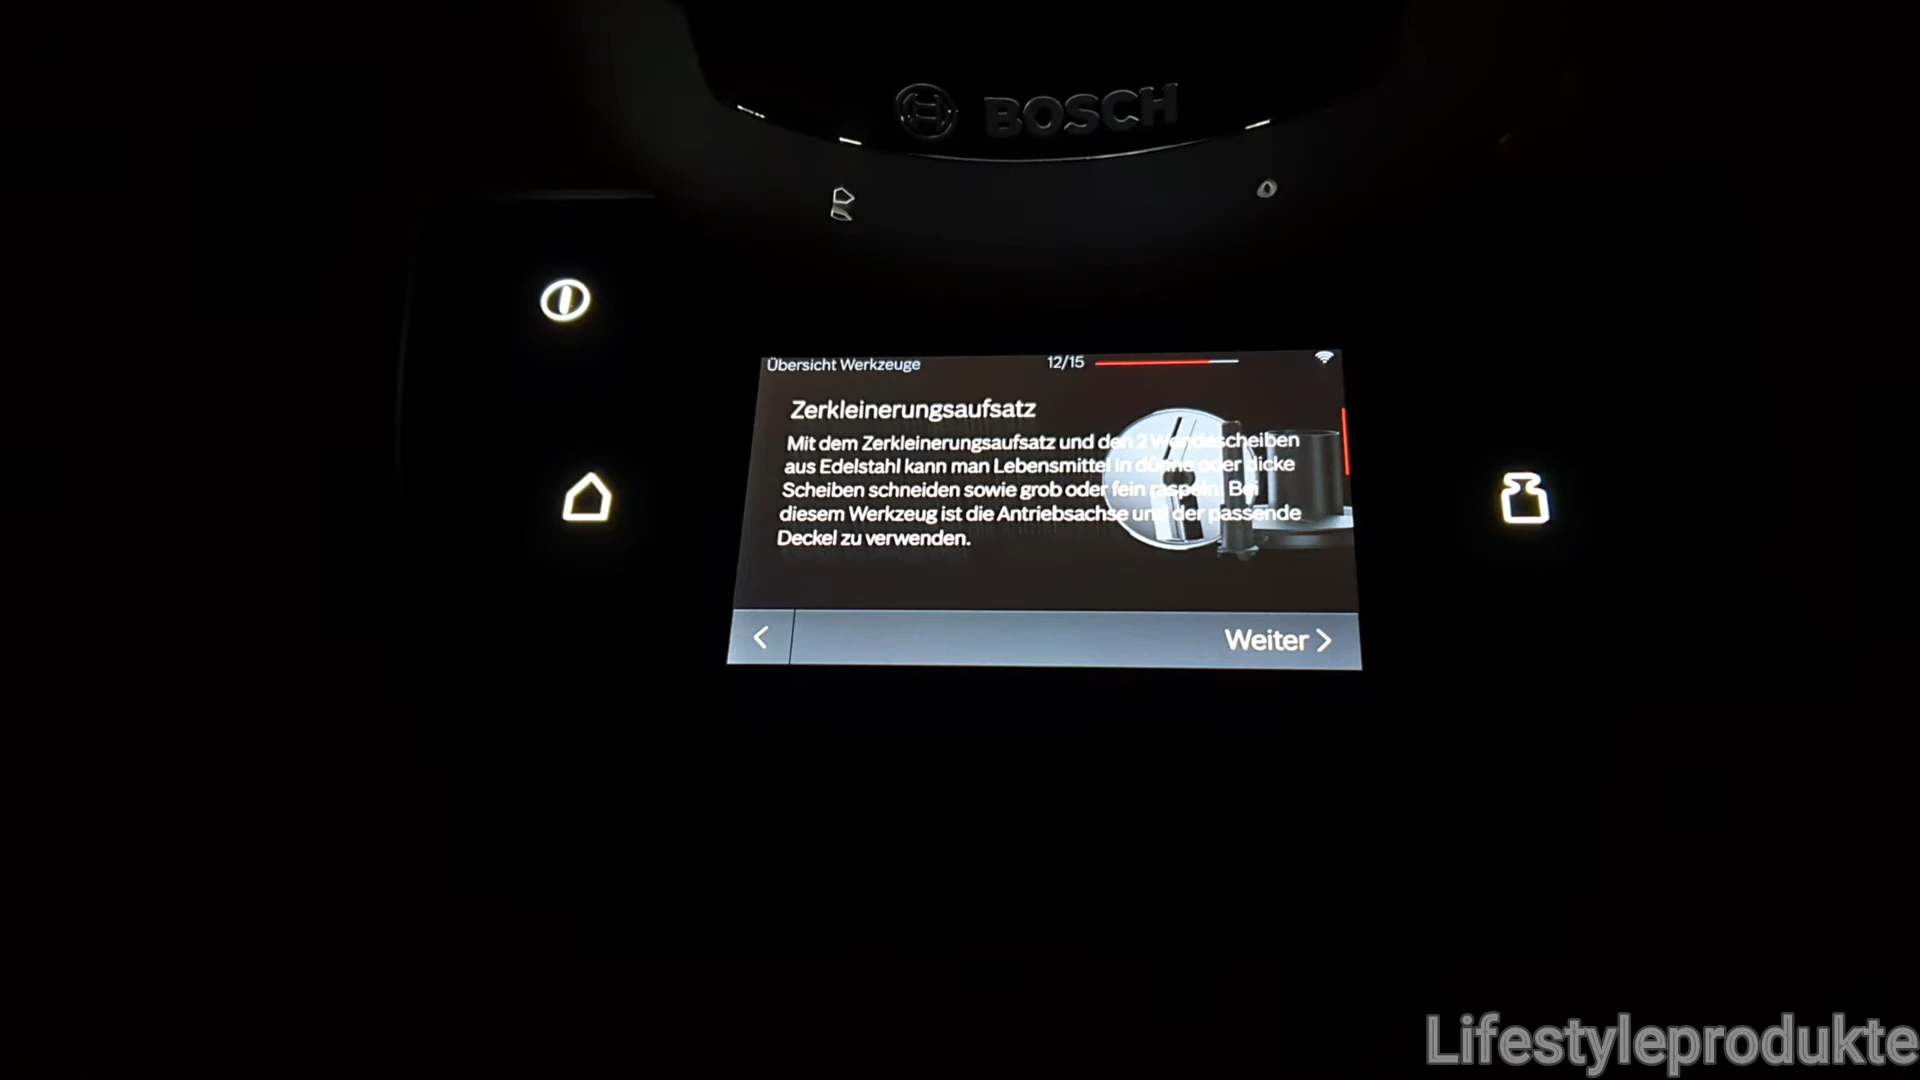 BOSCH
Übersicht Werkzeuge 12/15
Zerkleinerungsaufsatz
Mit dem Zerkleinerungsaufsatz und den 2 Wendescheiben
aus Edelstahl kann man Lebensmittel in dünne oder dicke
Scheiben schneiden sowie grob oder fein raspeln. Bei
diesem Werkzeug ist die Antriebsachse und der passende
Deckel zu verwenden.
Weiter
Lifestyleprodukte